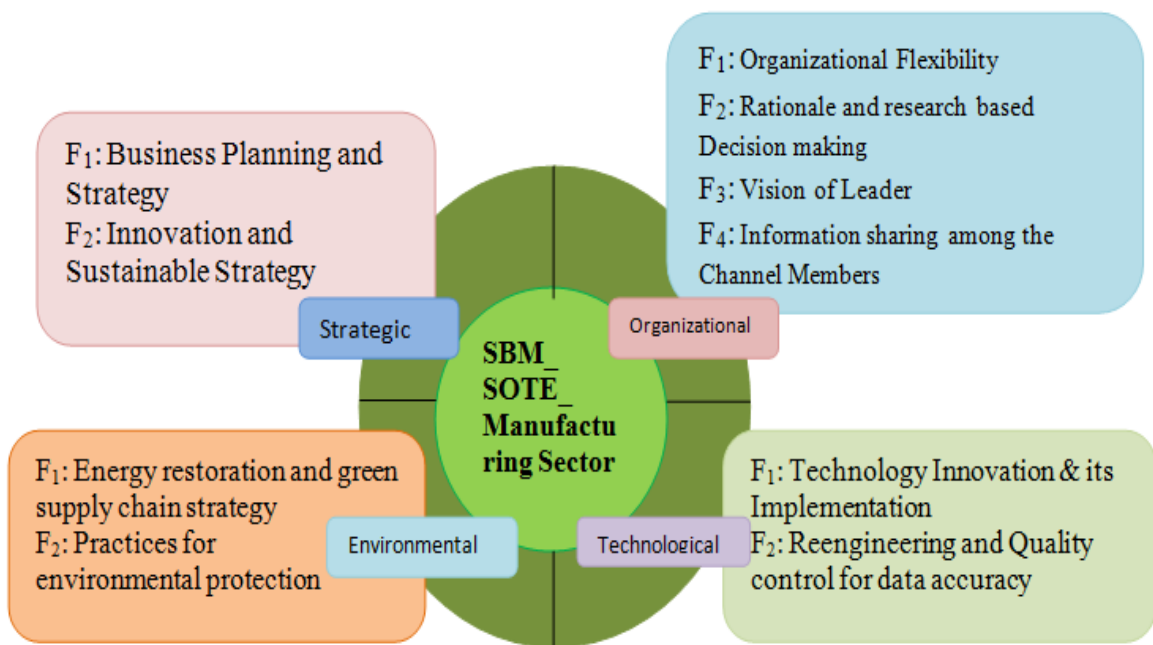 F₁: Business Planning and
Strategy
F₂: Innovation and
Sustainable Strategy
Strategic
F₁: Organizational Flexibility
F₂: Rationale and research based
Decision making
F₃: Vision of Leader
F₄: Information sharing among the
Channel Members
Organizational
SBM_
SOTE_
Manufactu
ring Sector
F₁: Energy restoration and green
supply chain strategy
F₂: Practices for
environmental protection
Environmental
F₁: Technology Innovation & its
Implementation
F₂: Reengineering and Quality
control for data accuracy
Technological